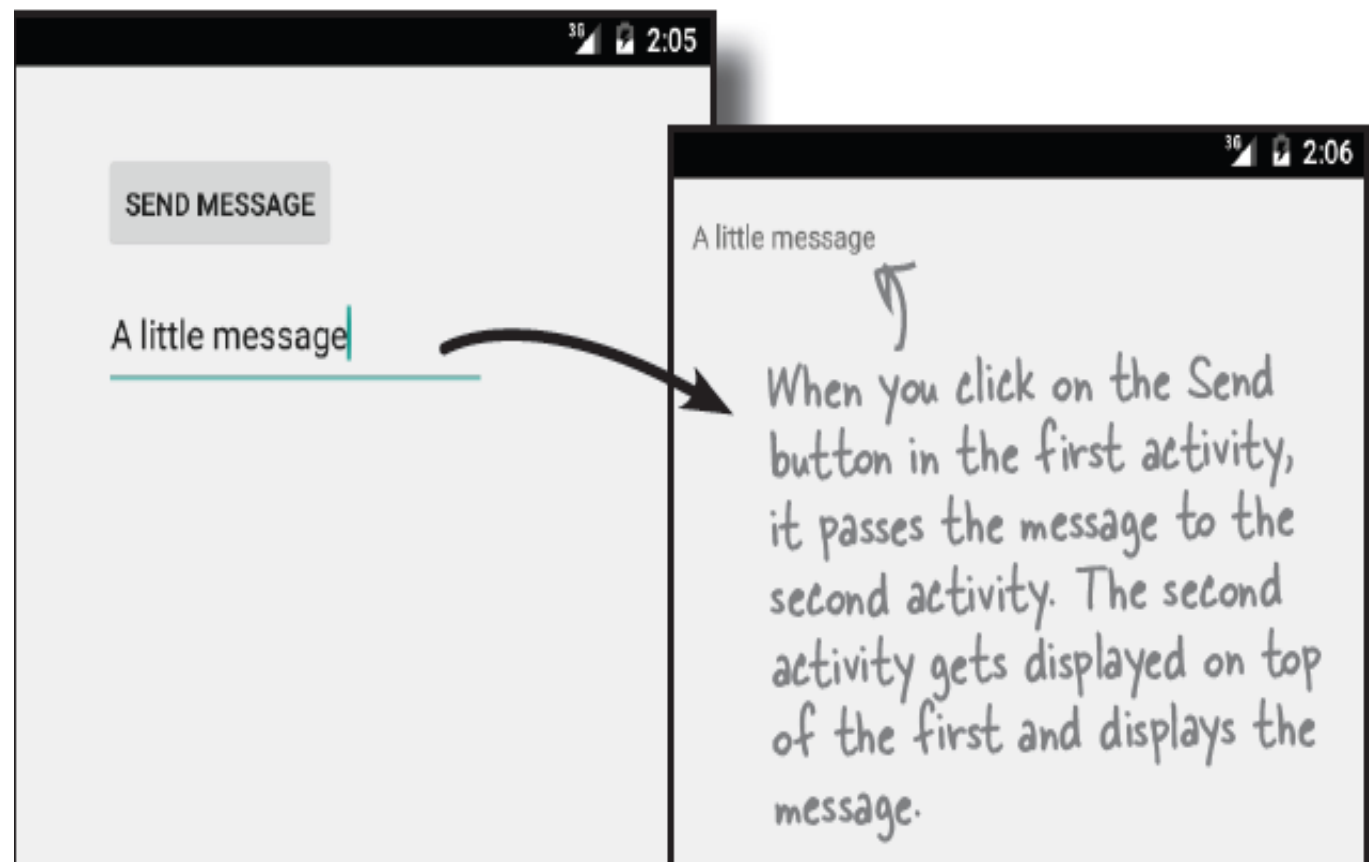 3G 2:05
SEND MESSAGE
A little message
3G 2:06
A little message
When you click on the Send
button in the first activity,
it passes the message to the
second activity. The second
activity gets displayed on top
of the first and displays the
message.